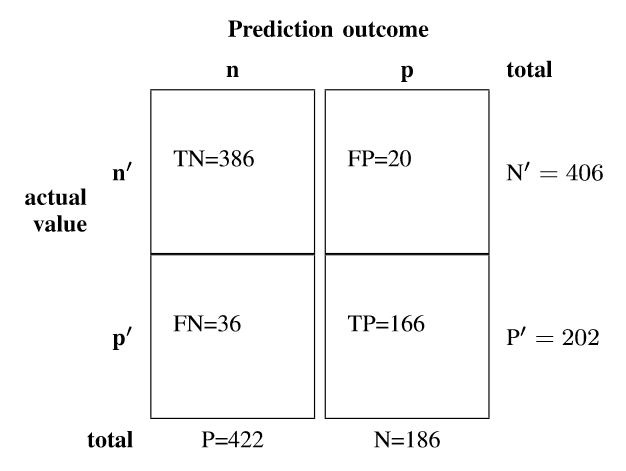 Prediction outcome
n p total
n′ TN=386 FP=20 N′ = 406
actual
value
p′ FN=36 TP=166 P′ = 202
total P=422 N=186